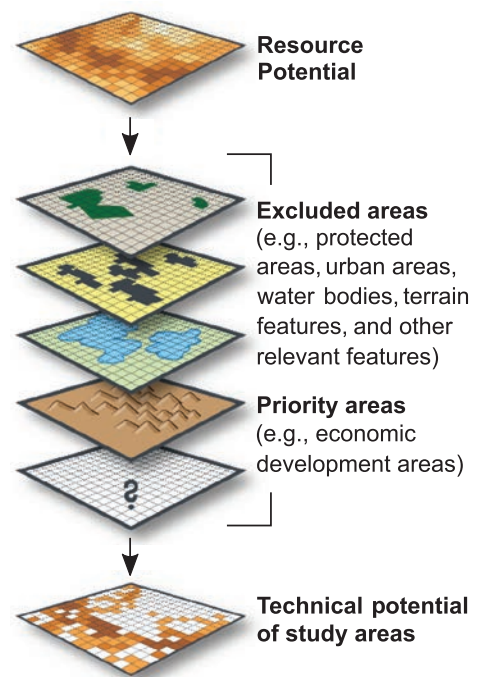 Resource
Potential
Excluded areas
(e.g., protected
areas, urban areas,
water bodies, terrain
features, and other
relevant features)
Priority areas
(e.g., economic
development areas)
?
Technical potential
of study areas